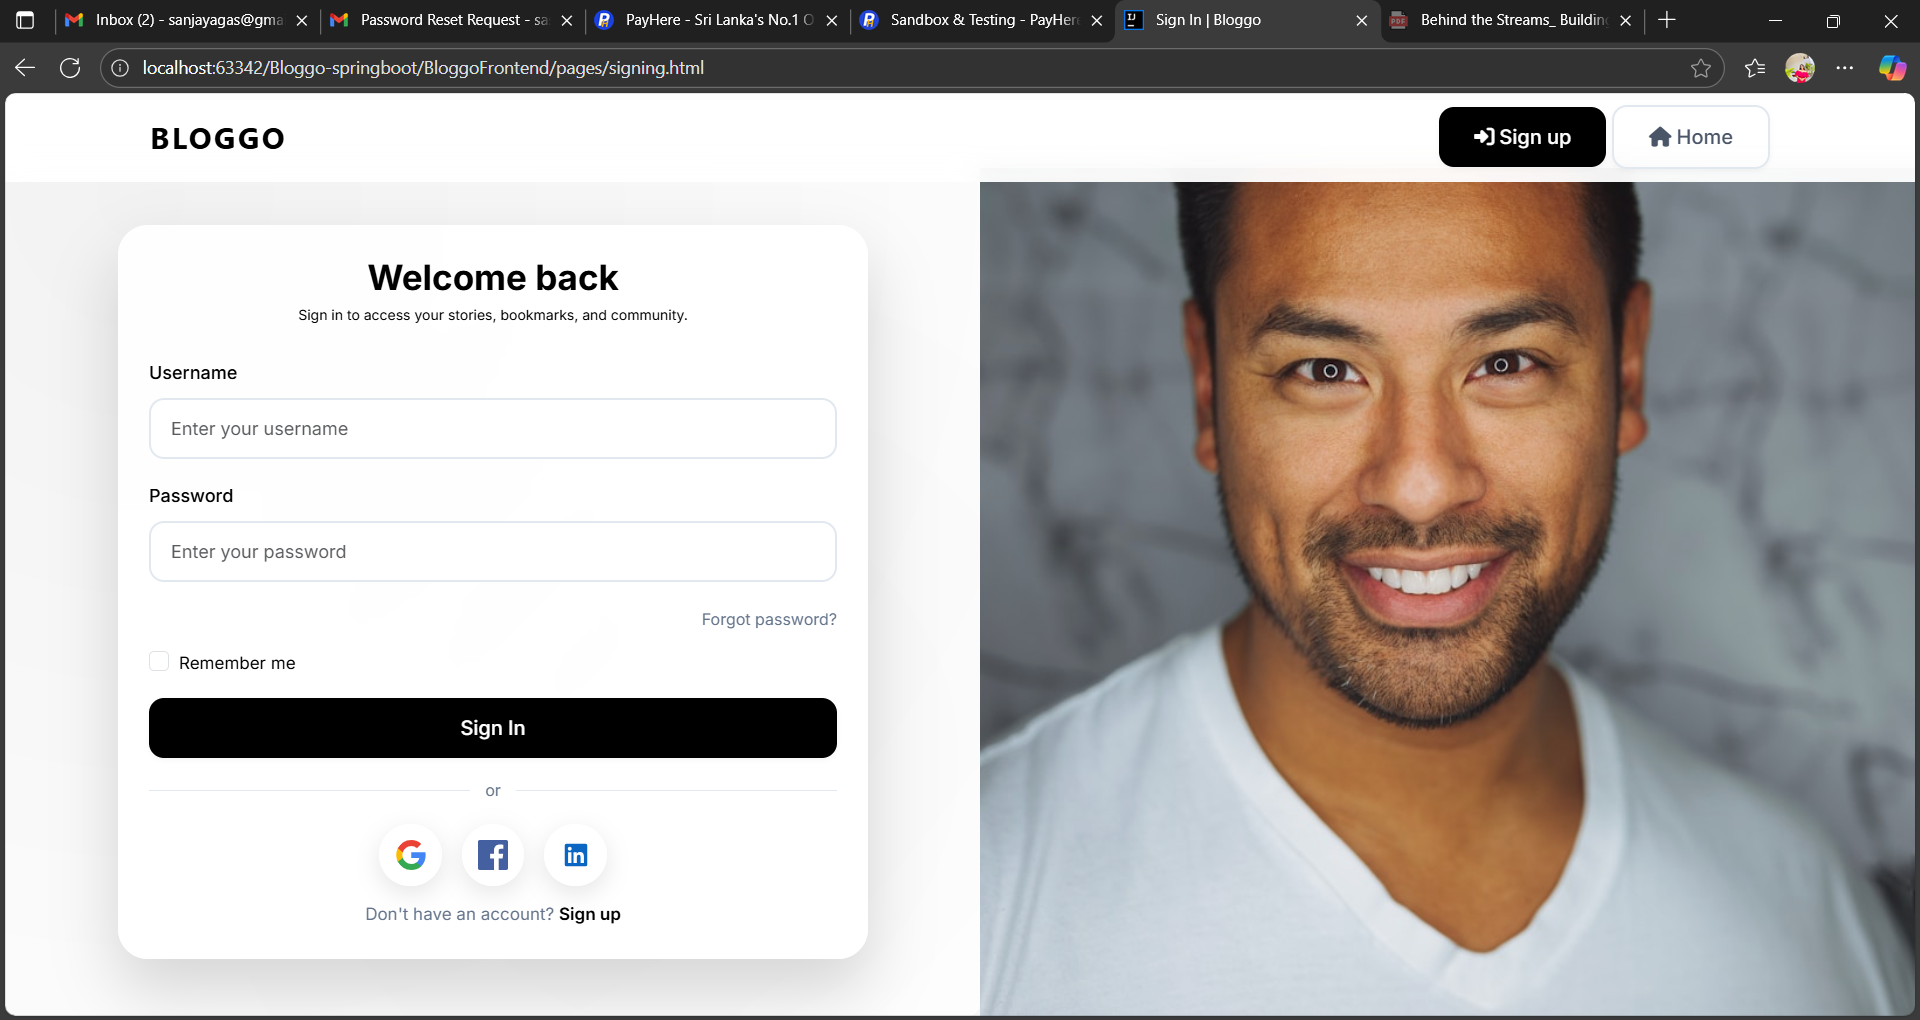 Inbox (2) - sanjayagas@gma
Password Reset Request - sa
PayHere - Sri Lanka's No.1 O
Sandbox & Testing - PayHere
Sign In | Bloggo
Behind the Streams_ Building
localhost:63342/Bloggo-springboot/BloggoFrontend/pages/signing.html
BLOGGO
Sign up
Home
Welcome back
Sign in to access your stories, bookmarks, and community.
Username
Enter your username
Password
Enter your password
Forgot password?
Remember me
Sign In
or
Don't have an account? Sign up